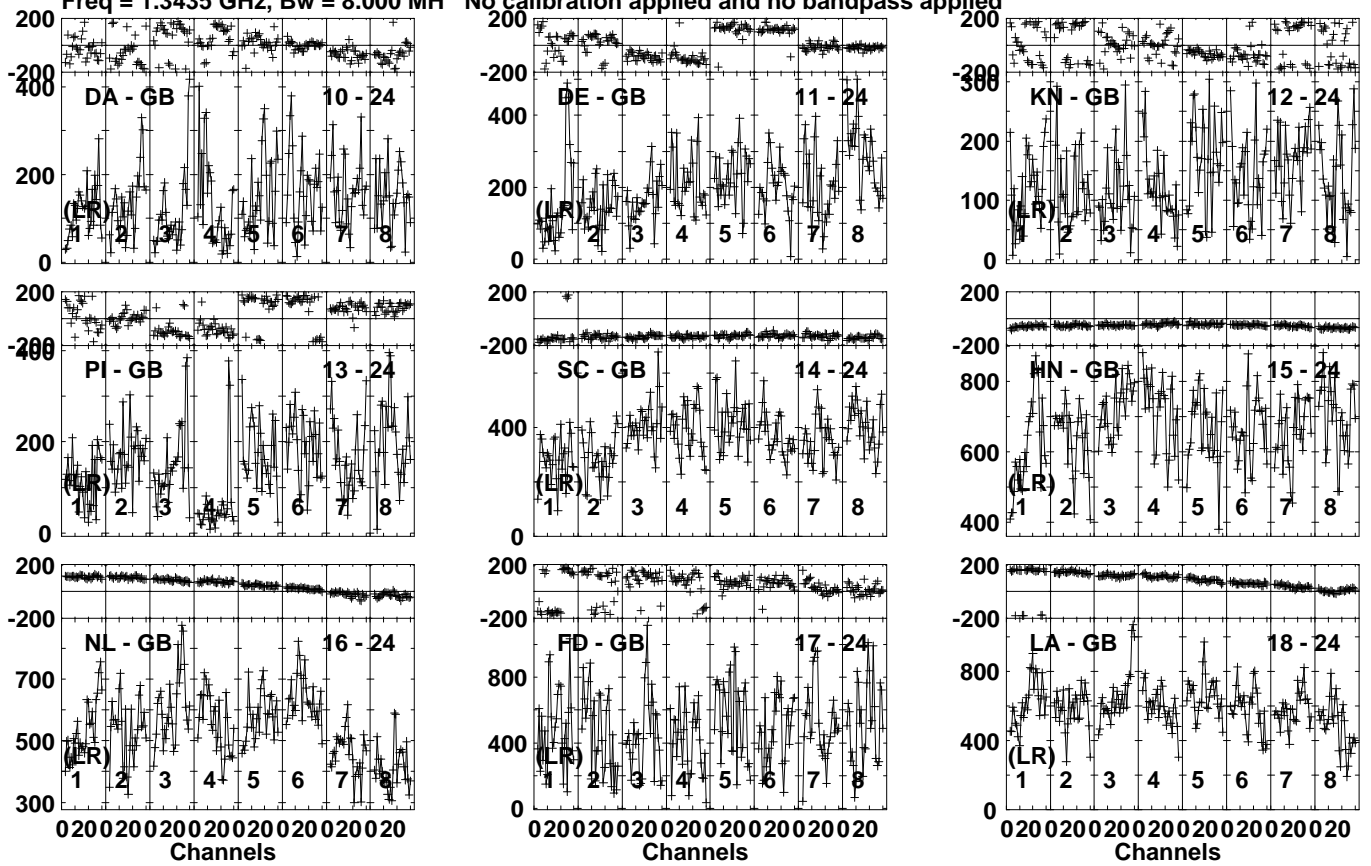 Freq = 1.3435 GHz, Bw = 8.000 MH No calibration applied and no bandpass applied
200 200 200
-200 -200 -200
400 400 300
DA - GB 10 - 24 DE - GB 11 - 24 KN - GB 12 - 24
200 200 200
100
(LR) (LR) (LR)
1 2 3 4 5 6 7 8 1 2 3 4 5 6 7 8 1 2 3 4 5 6 7 8
0 0 0
200 200 200
-200 -200 -200
400
PI - GB 13 - 24 SC - GB 14 - 24 HN - GB 15 - 24
800
200 400 600
(LR) (LR) (LR)
1 2 3 4 5 6 7 8 1 2 3 4 5 6 7 8 1 2 3 4 5 6 7 8
0 0 400
200 200 200
-200 -200 -200
NL - GB 16 - 24 FD - GB 17 - 24 LA - GB 18 - 24
700 800 800
500 400 400
(LR) (LR) (LR)
1 2 3 4 5 6 7 8 1 2 3 4 5 6 7 8 1 2 3 4 5 6 7 8
300 0 0
0 20 0 20 0 20 0 20 0 20 0 20 0 20 0 20 0 20 0 20 0 20 0 20 0 20 0 20 0 20 0 20 0 20 0 20 0 20 0 20 0 20 0 20 0 20 0 20
Channels Channels Channels